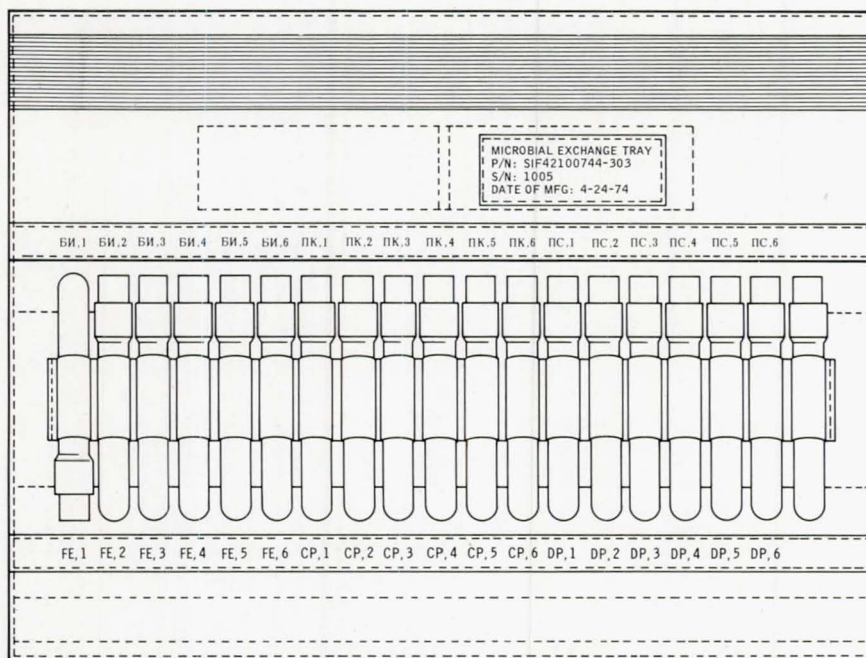 MICROBIAL EXCHANGE TRAY
P/N: SIF42100744-303
S/N: 1005
DATE OF MFG: 4-24-74
БИ,1 БИ,2 БИ,3 БИ,4 БИ,5 БИ,6 ПК,1 ПК,2 ПК,3 ПК,4 ПК,5 ПК,6 ПС,1 ПС,2 ПС,3 ПС,4 ПС,5 ПС,6
FE,1 FE,2 FE,3 FE,4 FE,5 FE,6 CP,1 CP,2 CP,3 CP,4 CP,5 CP,6 DP,1 DP,2 DP,3 DP,4 DP,5 DP,6